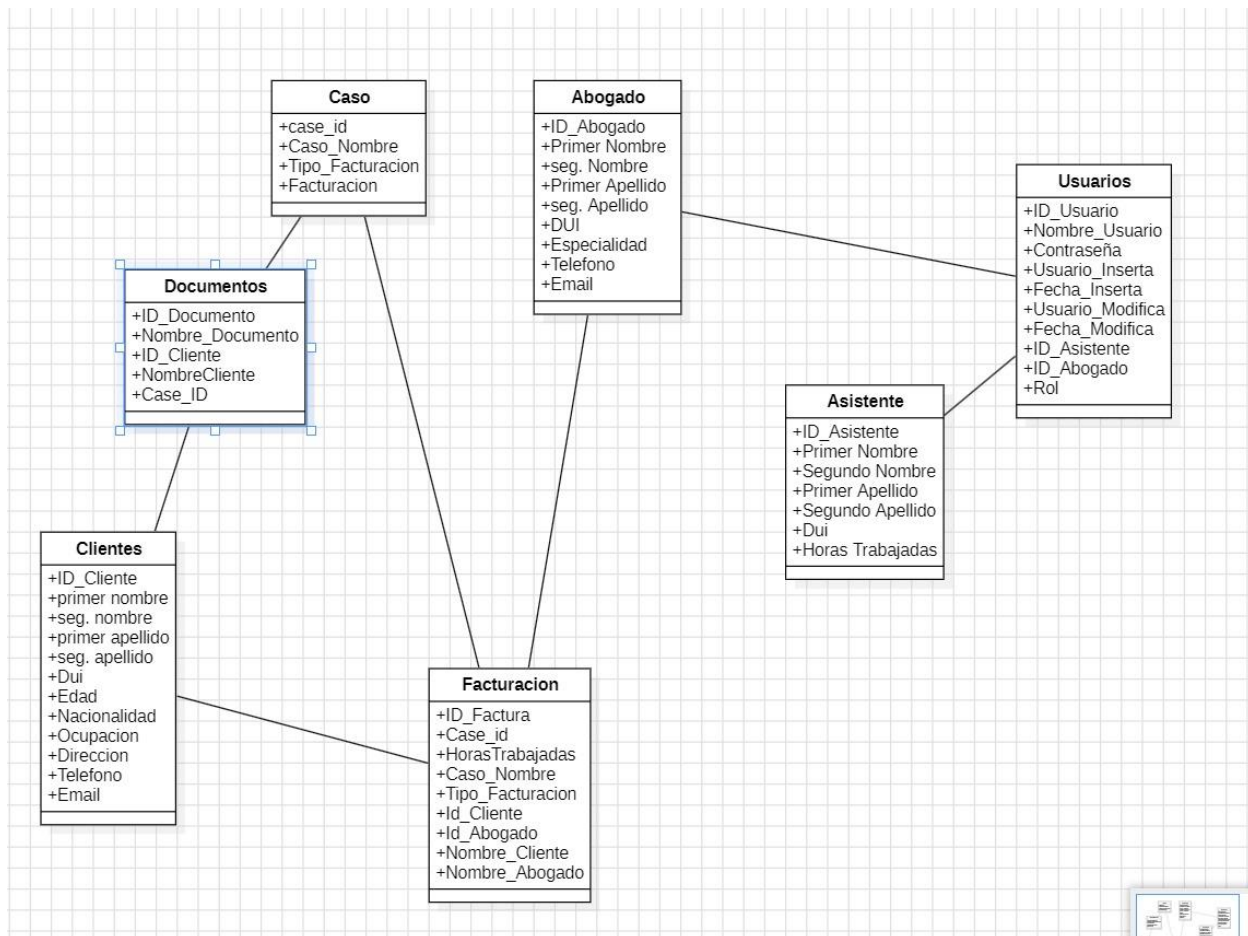 Caso
+case_id
+Caso_Nombre
+Tipo_Facturacion
+Facturacion
Abogado
+ID_Abogado
+Primer Nombre
+seg. Nombre
+Primer Apellido
+seg. Apellido
+DUI
+Especialidad
+Telefono
+Email
Usuarios
+ID_Usuario
+Nombre_Usuario
+Contraseña
+Usuario_Inserta
+Fecha_Inserta
+Usuario_Modifica
+Fecha_Modifica
+ID_Asistente
+ID_Abogado
+Rol
Documentos
+ID_Documento
+Nombre_Documento
+ID_Cliente
+NombreCliente
+Case_ID
Asistente
+ID_Asistente
+Primer Nombre
+Segundo Nombre
+Primer Apellido
+Segundo Apellido
+Dui
+Horas Trabajadas
Clientes
+ID_Cliente
+primer nombre
+seg. nombre
+primer apellido
+seg. apellido
+Dui
+Edad
+Nacionalidad
+Ocupacion
+Direccion
+Telefono
+Email
Facturacion
+ID_Factura
+Case_id
+HorasTrabajadas
+Caso_Nombre
+Tipo_Facturacion
+Id_Cliente
+Id_Abogado
+Nombre_Cliente
+Nombre_Abogado